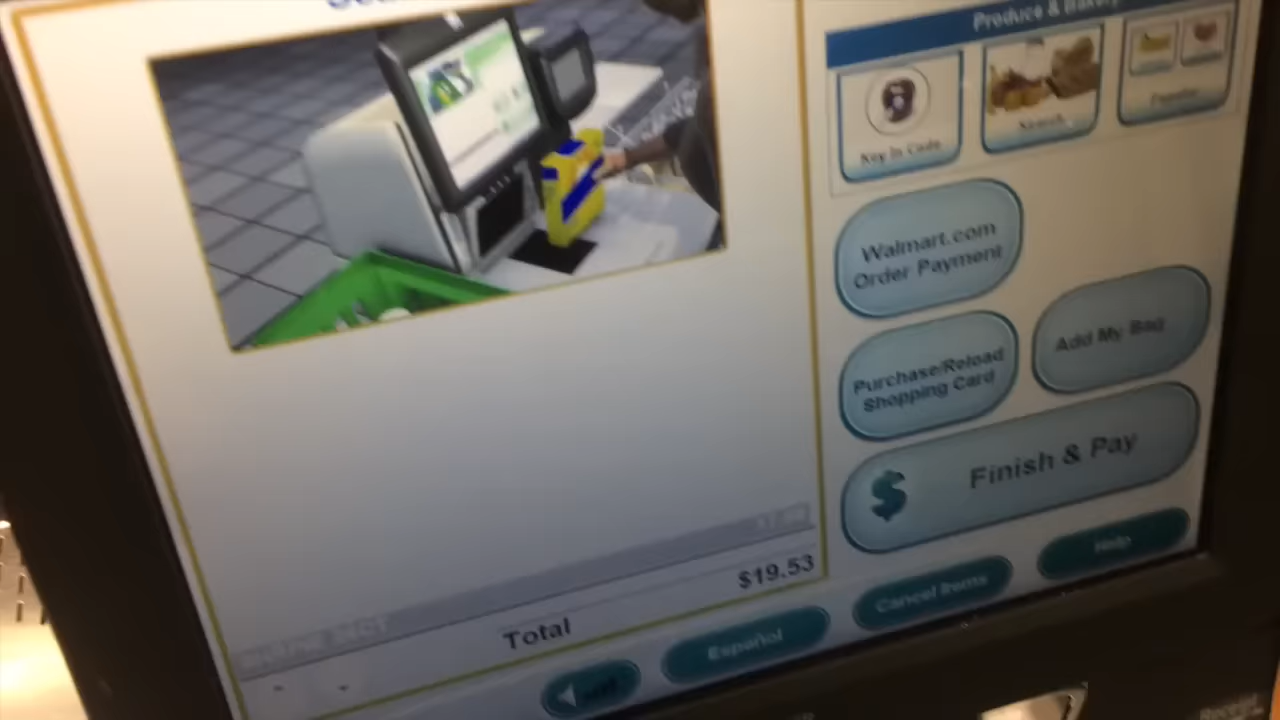 Produce & Bakery
Key In Code
Search
Walmart.com
Order Payment
Purchase/Reload
Shopping Card
Add My Bag
Finish & Pay
$
Total
$19.53
Español
Cancel Items
Help